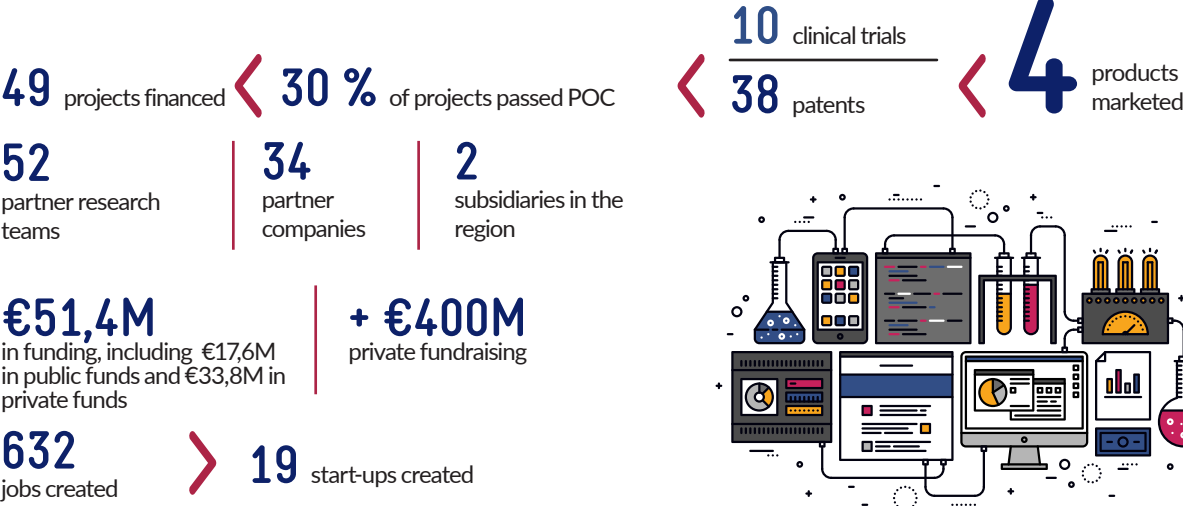 49 projects financed
30 % of projects passed POC
10 clinical trials
38 patents
4 products
marketed
52
partner research
teams
34
partner
companies
2
subsidiaries in the
region
€51,4M
in funding, including €17,6M
in public funds and €33,8M in
private funds
+ €400M
private fundraising
632
jobs created
19 start-ups created